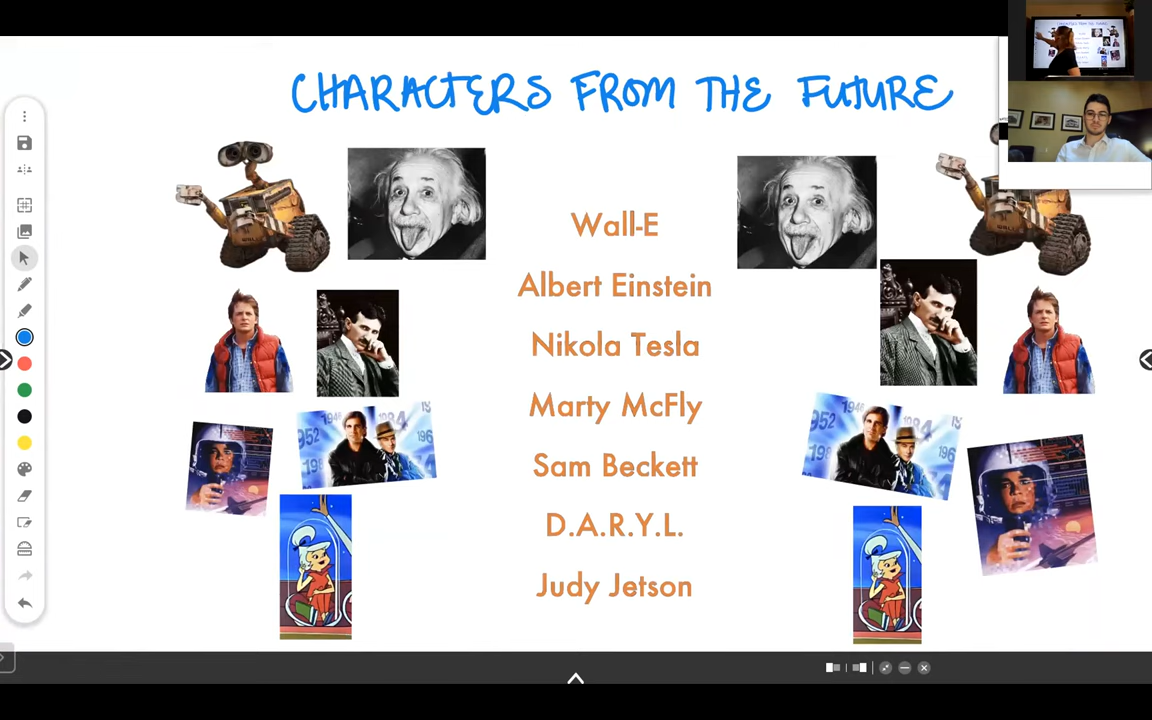 CHARACTERS FROM THE FUTURE
Wall-E
Albert Einstein
Nikola Tesla
Marty McFly
Sam Beckett
D.A.R.Y.L.
Judy Jetson